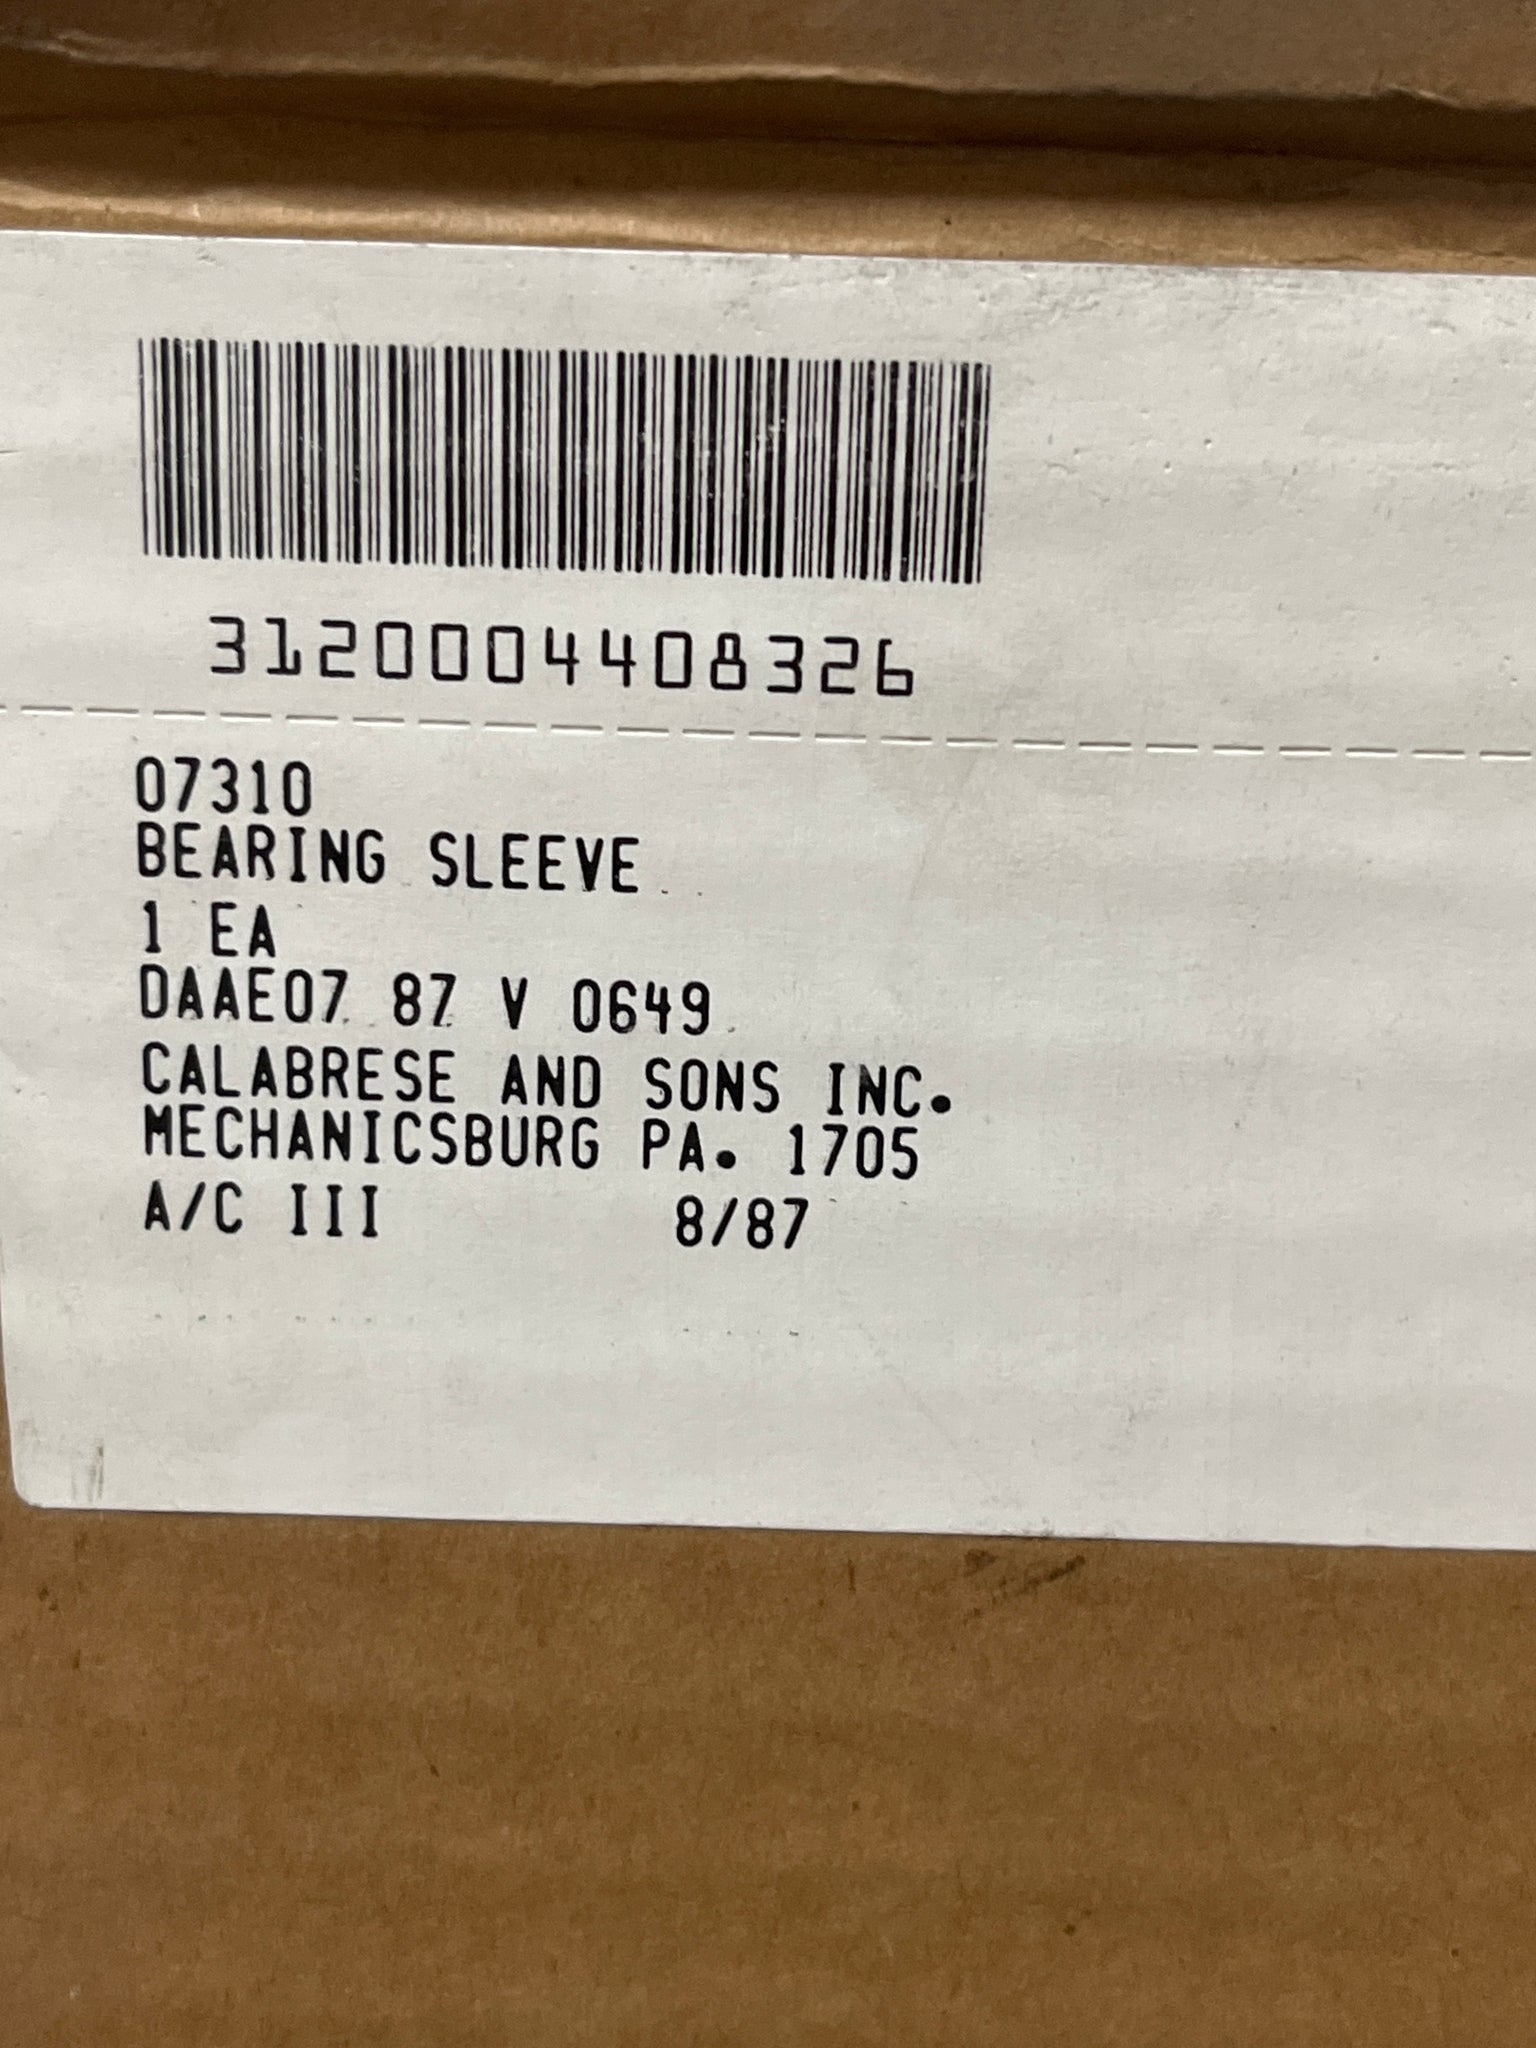 3120004408326
07310
BEARING SLEEVE
1 EA
DAAE07 87 V 0649
CALABRESE AND SONS INC.
MECHANICSBURG PA. 1705
A/C III 8/87